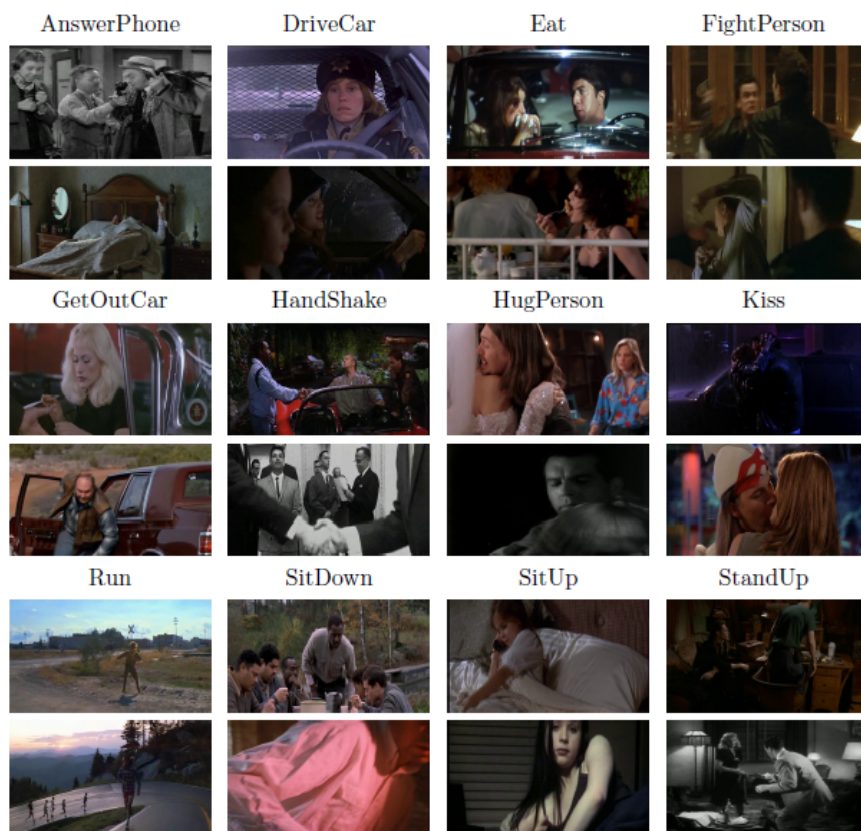 AnswerPhone DriveCar Eat FightPerson
GetOutCar HandShake HugPerson Kiss
Run SitDown SitUp StandUp